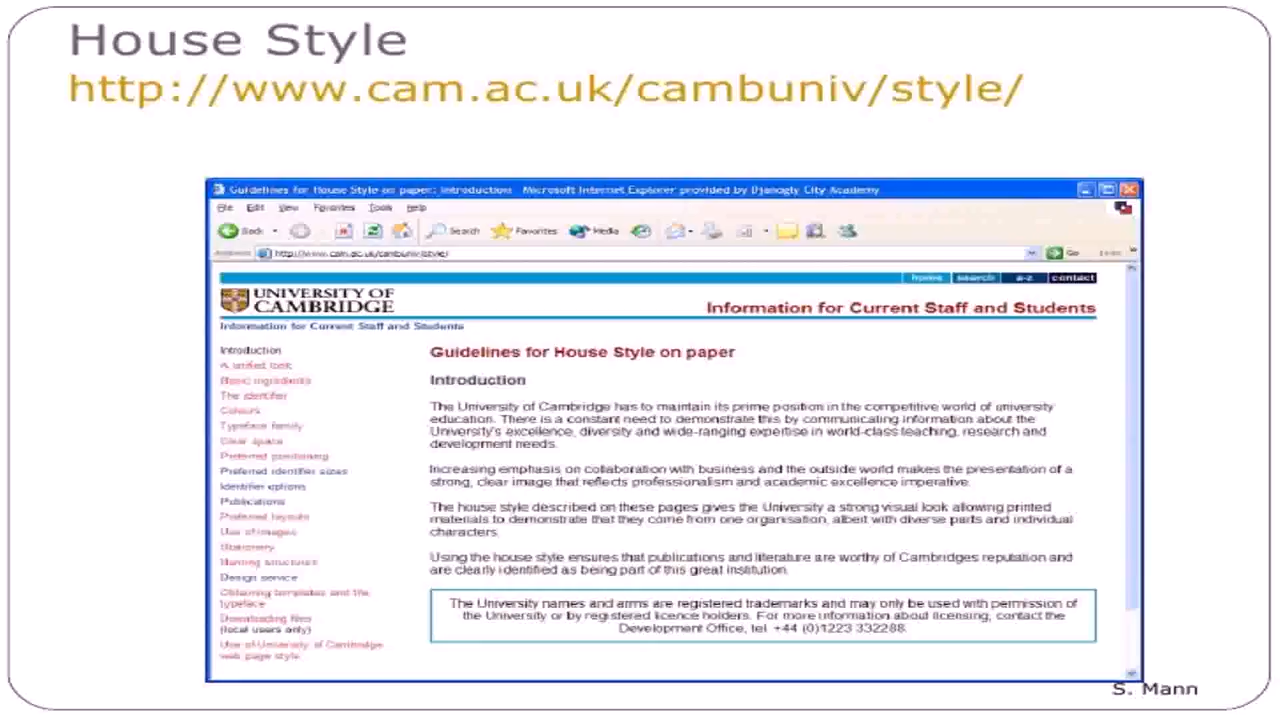 House Style
http://www.cam.ac.uk/cambuniv/style/
Guidelines for House Style on paper: Introduction - Microsoft Internet Explorer provided by Djanogly City Academy
File Edit View Favorites Tools Help
Back Search Favorites Media
Address http://www.cam.ac.uk/cambuniv/style/ Go Links
home search a-z contact
UNIVERSITY OF
CAMBRIDGE
Information for Current Staff and Students
Information for Current Staff and Students
Introduction
A unified look
Basic ingredients
The identifier
Colours
Typeface family
Clear space
Preferred positioning
Preferred identifier sizes
Identifier options
Publications
Preferred layouts
Use of images
Stationery
Naming structures
Design service
Obtaining templates and the
typeface
Downloading files
(local users only)
Use of University of Cambridge
web page style
Guidelines for House Style on paper
Introduction
The University of Cambridge has to maintain its prime position in the competitive world of university
education. There is a constant need to demonstrate this by communicating information about the
University's excellence, diversity and wide-ranging expertise in world-class teaching, research and
development needs.
Increasing emphasis on collaboration with business and the outside world makes the presentation of a
strong, clear image that reflects professionalism and academic excellence imperative.
The house style described on these pages gives the University a strong visual look allowing printed
materials to demonstrate that they come from one organisation, albeit with diverse parts and individual
characters.
Using the house style ensures that publications and literature are worthy of Cambridges reputation and
are clearly identified as being part of this great institution.
The University names and arms are registered trademarks and may only be used with permission of
the University or by registered licence holders. For more information about licensing, contact the
Development Office, tel. +44 (0)1223 332288.
S. Mann